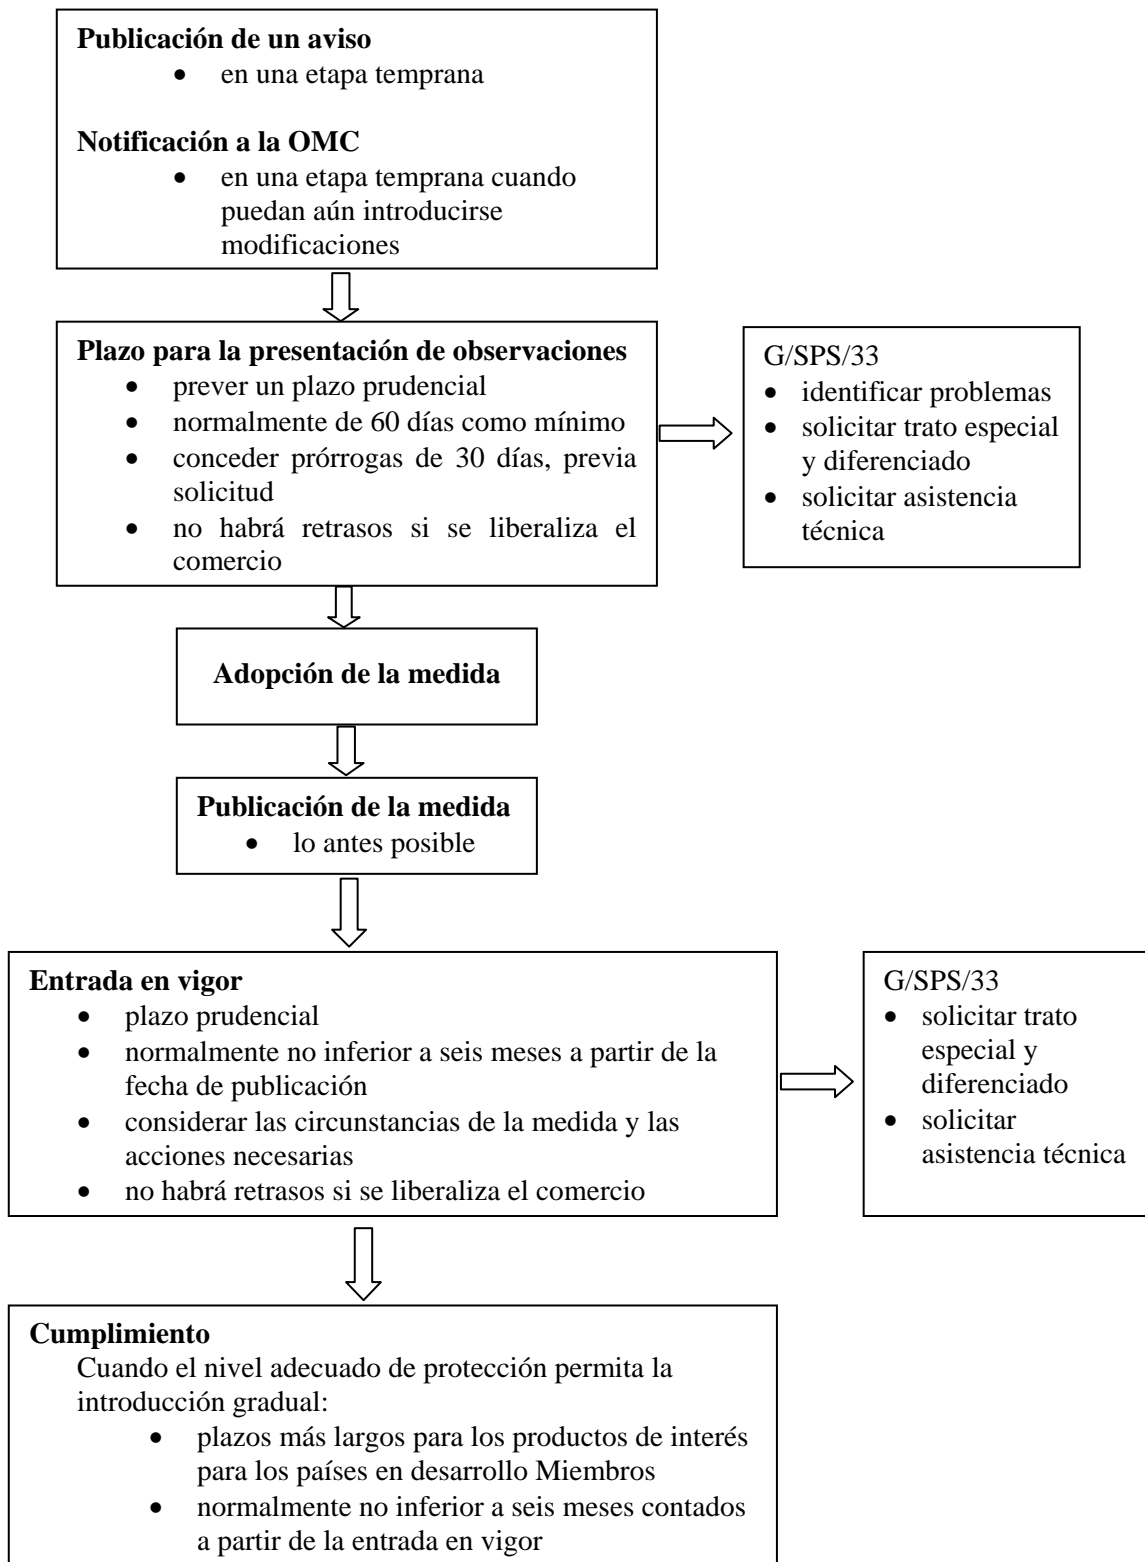 Publicación de un aviso
• en una etapa temprana
Notificación a la OMC
• en una etapa temprana cuando
puedan aún introducirse
modificaciones
Plazo para la presentación de observaciones
• prever un plazo prudencial
• normalmente de 60 días como mínimo
• conceder prórrogas de 30 días, previa
solicitud
• no habrá retrasos si se liberaliza el
comercio
G/SPS/33
• identificar problemas
• solicitar trato especial
y diferenciado
• solicitar asistencia
técnica
Adopción de la medida
Publicación de la medida
• lo antes posible
Entrada en vigor
• plazo prudencial
• normalmente no inferior a seis meses a partir de la
fecha de publicación
• considerar las circunstancias de la medida y las
acciones necesarias
• no habrá retrasos si se liberaliza el comercio
G/SPS/33
• solicitar trato
especial y
diferenciado
• solicitar
asistencia técnica
Cumplimiento
Cuando el nivel adecuado de protección permita la
introducción gradual:
• plazos más largos para los productos de interés
para los países en desarrollo Miembros
• normalmente no inferior a seis meses contados
a partir de la entrada en vigor